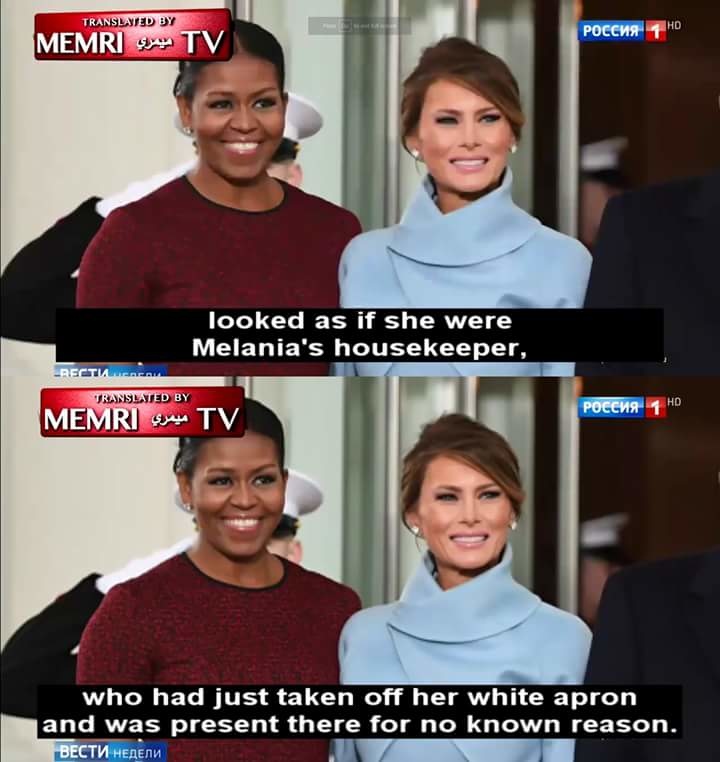 TRANSLATED BY
MEMRI ميمري TV
РОССИЯ 1 HD
looked as if she were
Melania's housekeeper,
ВЕСТИ НЕДЕЛИ
TRANSLATED BY
MEMRI ميمري TV
РОССИЯ 1 HD
who had just taken off her white apron
and was present there for no known reason.
ВЕСТИ НЕДЕЛИ